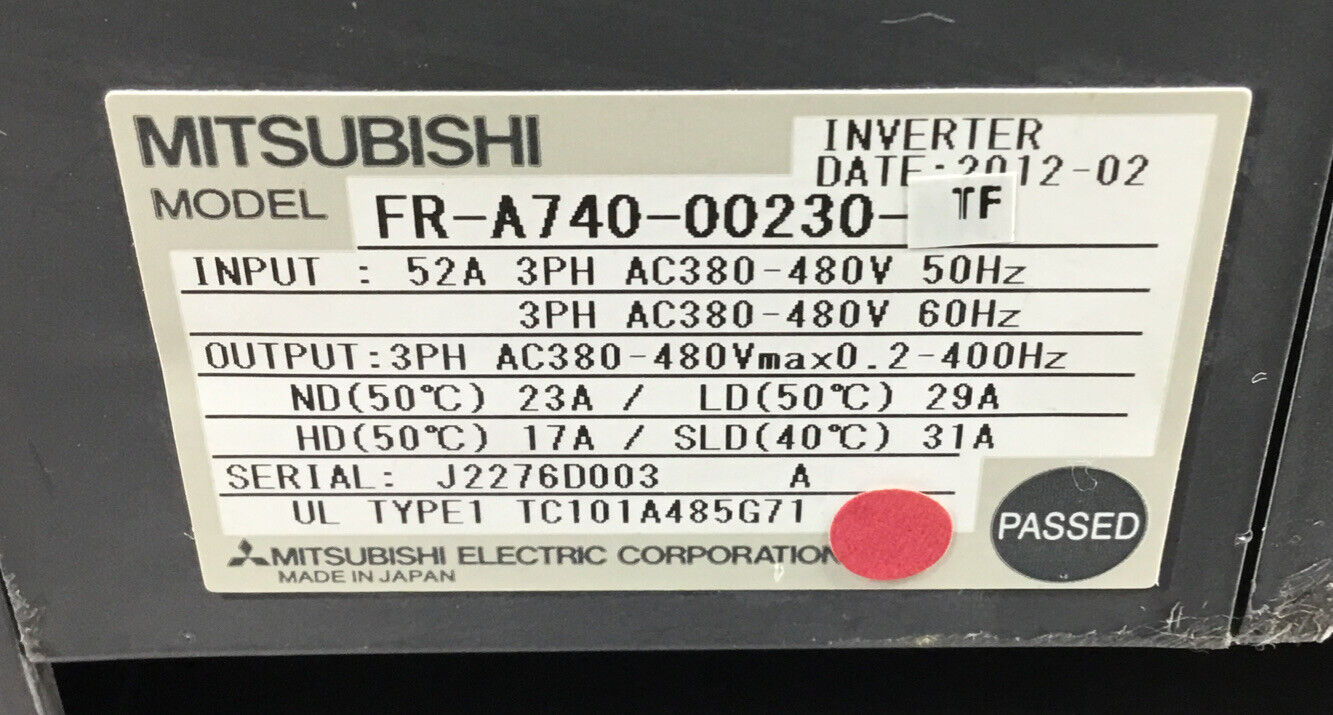 MITSUBISHI
INVERTER
DATE:2012-02
MODEL FR-A740-00230-TF
INPUT : 52A 3PH AC380-480V 50Hz
3PH AC380-480V 60Hz
OUTPUT:3PH AC380-480Vmax0.2-400Hz
ND(50℃) 23A / LD(50℃) 29A
HD(50℃) 17A / SLD(40℃) 31A
SERIAL: J2276D003 A
UL TYPE1 TC101A485G71
PASSED
MITSUBISHI ELECTRIC CORPORATION
MADE IN JAPAN